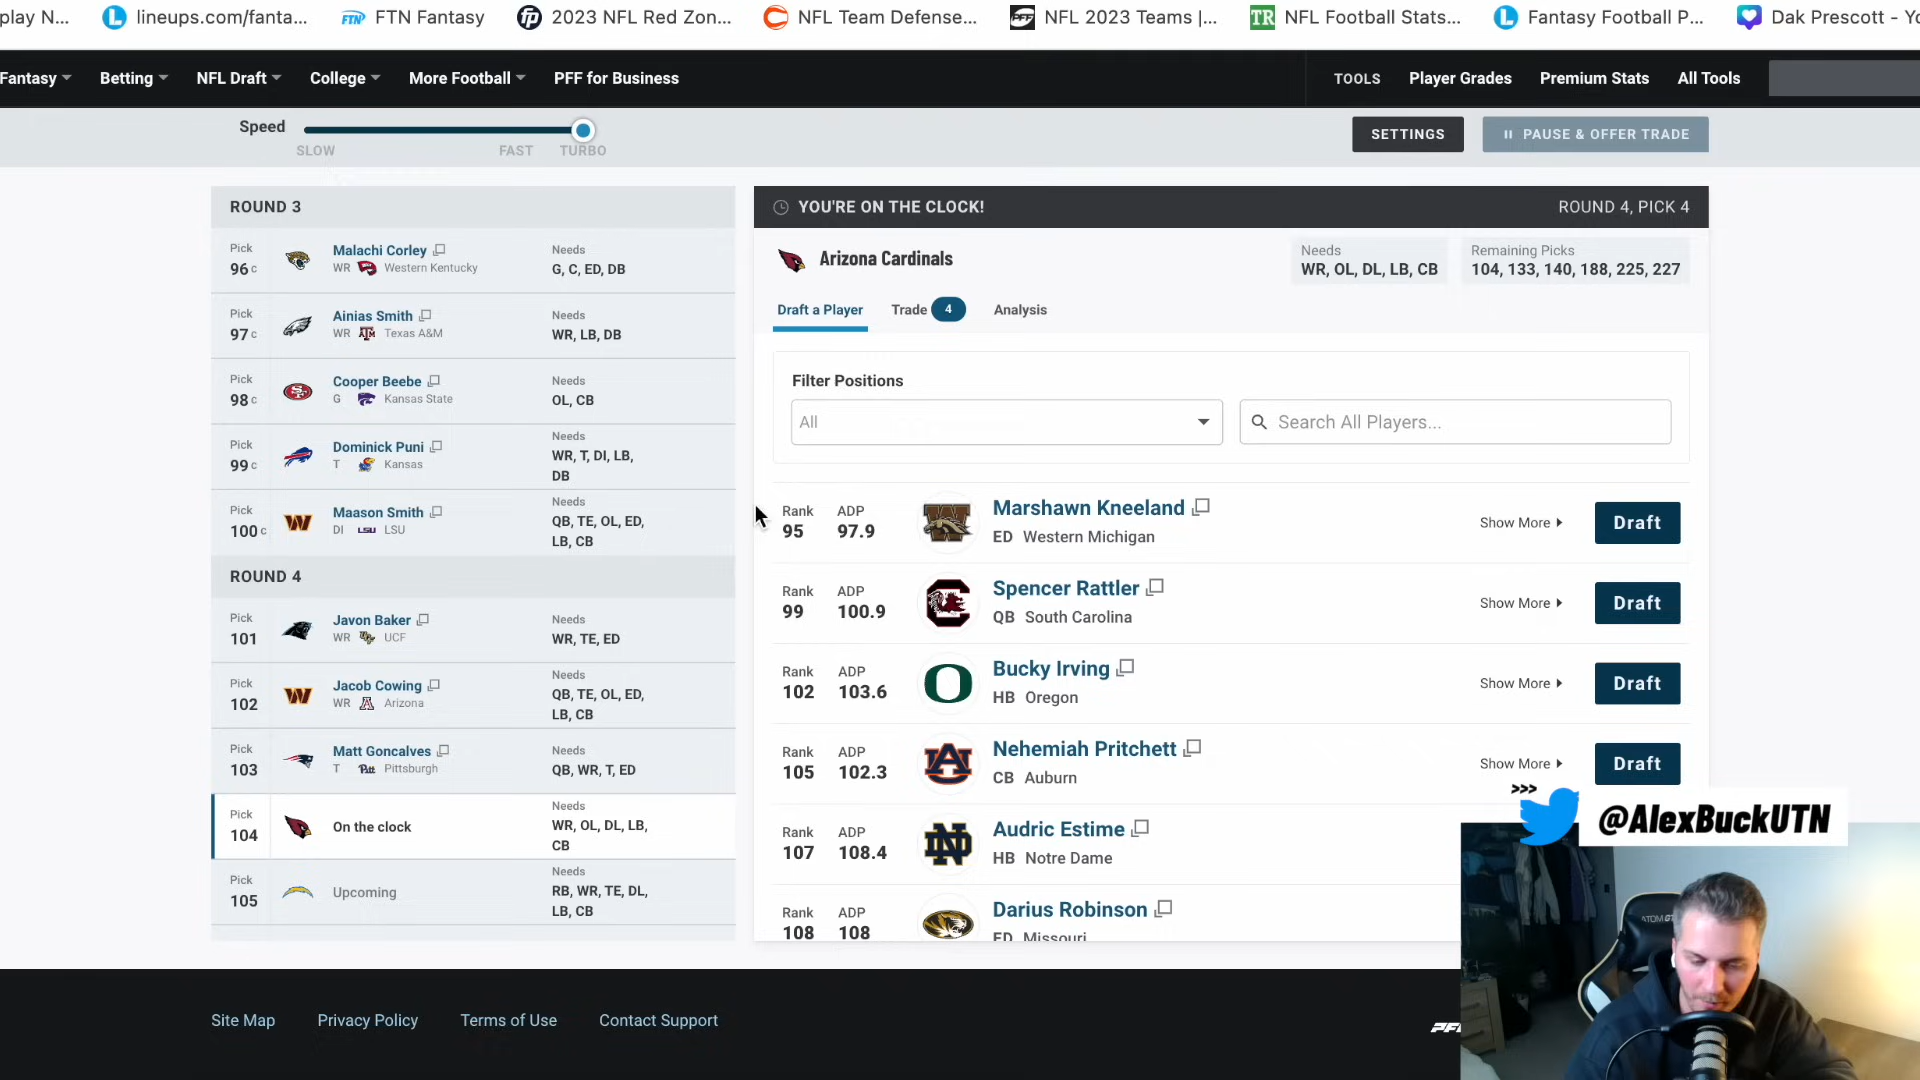 play N...
lineups.com/fanta...
FTN Fantasy
2023 NFL Red Zon...
NFL Team Defense...
NFL 2023 Teams |...
NFL Football Stats...
Fantasy Football P...
Dak Prescott - Yo
Fantasy
Betting
NFL Draft
College
More Football
PFF for Business
TOOLS
Player Grades
Premium Stats
All Tools
Speed
SLOW
FAST
TURBO
SETTINGS
PAUSE & OFFER TRADE
ROUND 3
Pick
96 c
Malachi Corley
WR Western Kentucky
Needs
G, C, ED, DB
Pick
97 c
Ainias Smith
WR Texas A&M
Needs
WR, LB, DB
Pick
98 c
Cooper Beebe
G Kansas State
Needs
OL, CB
Pick
99 c
Dominick Puni
T Kansas
Needs
WR, T, DI, LB,
DB
Pick
100 c
Maason Smith
DI LSU LSU
Needs
QB, TE, OL, ED,
LB, CB
ROUND 4
Pick
101
Javon Baker
WR UCF
Needs
WR, TE, ED
Pick
102
Jacob Cowing
WR Arizona
Needs
QB, TE, OL, ED,
LB, CB
Pick
103
Matt Goncalves
T Pitt Pittsburgh
Needs
QB, WR, T, ED
Pick
104
On the clock
Needs
WR, OL, DL, LB,
CB
Pick
105
Upcoming
Needs
RB, WR, TE, DL,
LB, CB
YOU'RE ON THE CLOCK!
ROUND 4, PICK 4
Arizona Cardinals
Needs
WR, OL, DL, LB, CB
Remaining Picks
104, 133, 140, 188, 225, 227
Draft a Player
Trade 4
Analysis
Filter Positions
All
Search All Players...
Rank
95
ADP
97.9
Marshawn Kneeland
ED Western Michigan
Show More
Draft
Rank
99
ADP
100.9
Spencer Rattler
QB South Carolina
Show More
Draft
Rank
102
ADP
103.6
Bucky Irving
HB Oregon
Show More
Draft
Rank
105
ADP
102.3
Nehemiah Pritchett
CB Auburn
Show More
Draft
Rank
107
ADP
108.4
Audric Estime
HB Notre Dame
Rank
108
ADP
108
Darius Robinson
ED Missouri
>>>
@AlexBuckUTN
Site Map
Privacy Policy
Terms of Use
Contact Support
PFF